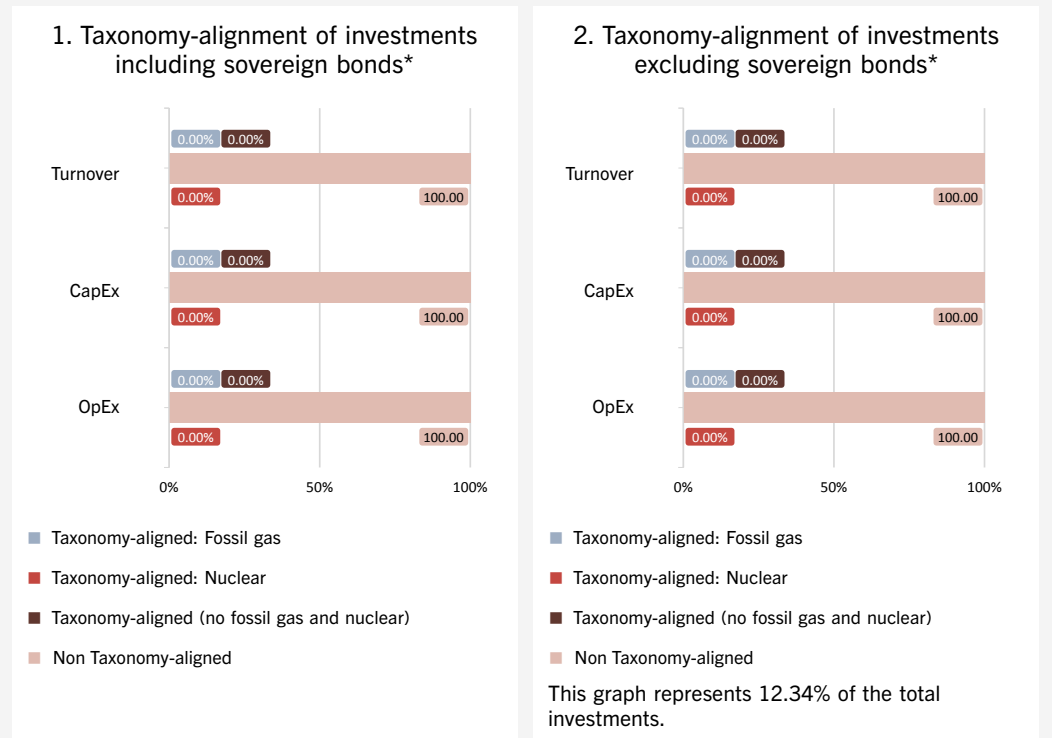 1. Taxonomy-alignment of investments
including sovereign bonds*
0.00% 0.00%
Turnover
0.00% 100.00
0.00% 0.00%
CapEx
0.00% 100.00
0.00% 0.00%
OpEx
0.00% 100.00
0% 50% 100%
Taxonomy-aligned: Fossil gas
Taxonomy-aligned: Nuclear
Taxonomy-aligned (no fossil gas and nuclear)
Non Taxonomy-aligned
2. Taxonomy-alignment of investments
excluding sovereign bonds*
0.00% 0.00%
Turnover
0.00% 100.00
0.00% 0.00%
CapEx
0.00% 100.00
0.00% 0.00%
OpEx
0.00% 100.00
0% 50% 100%
Taxonomy-aligned: Fossil gas
Taxonomy-aligned: Nuclear
Taxonomy-aligned (no fossil gas and nuclear)
Non Taxonomy-aligned
This graph represents 12.34% of the total
investments.